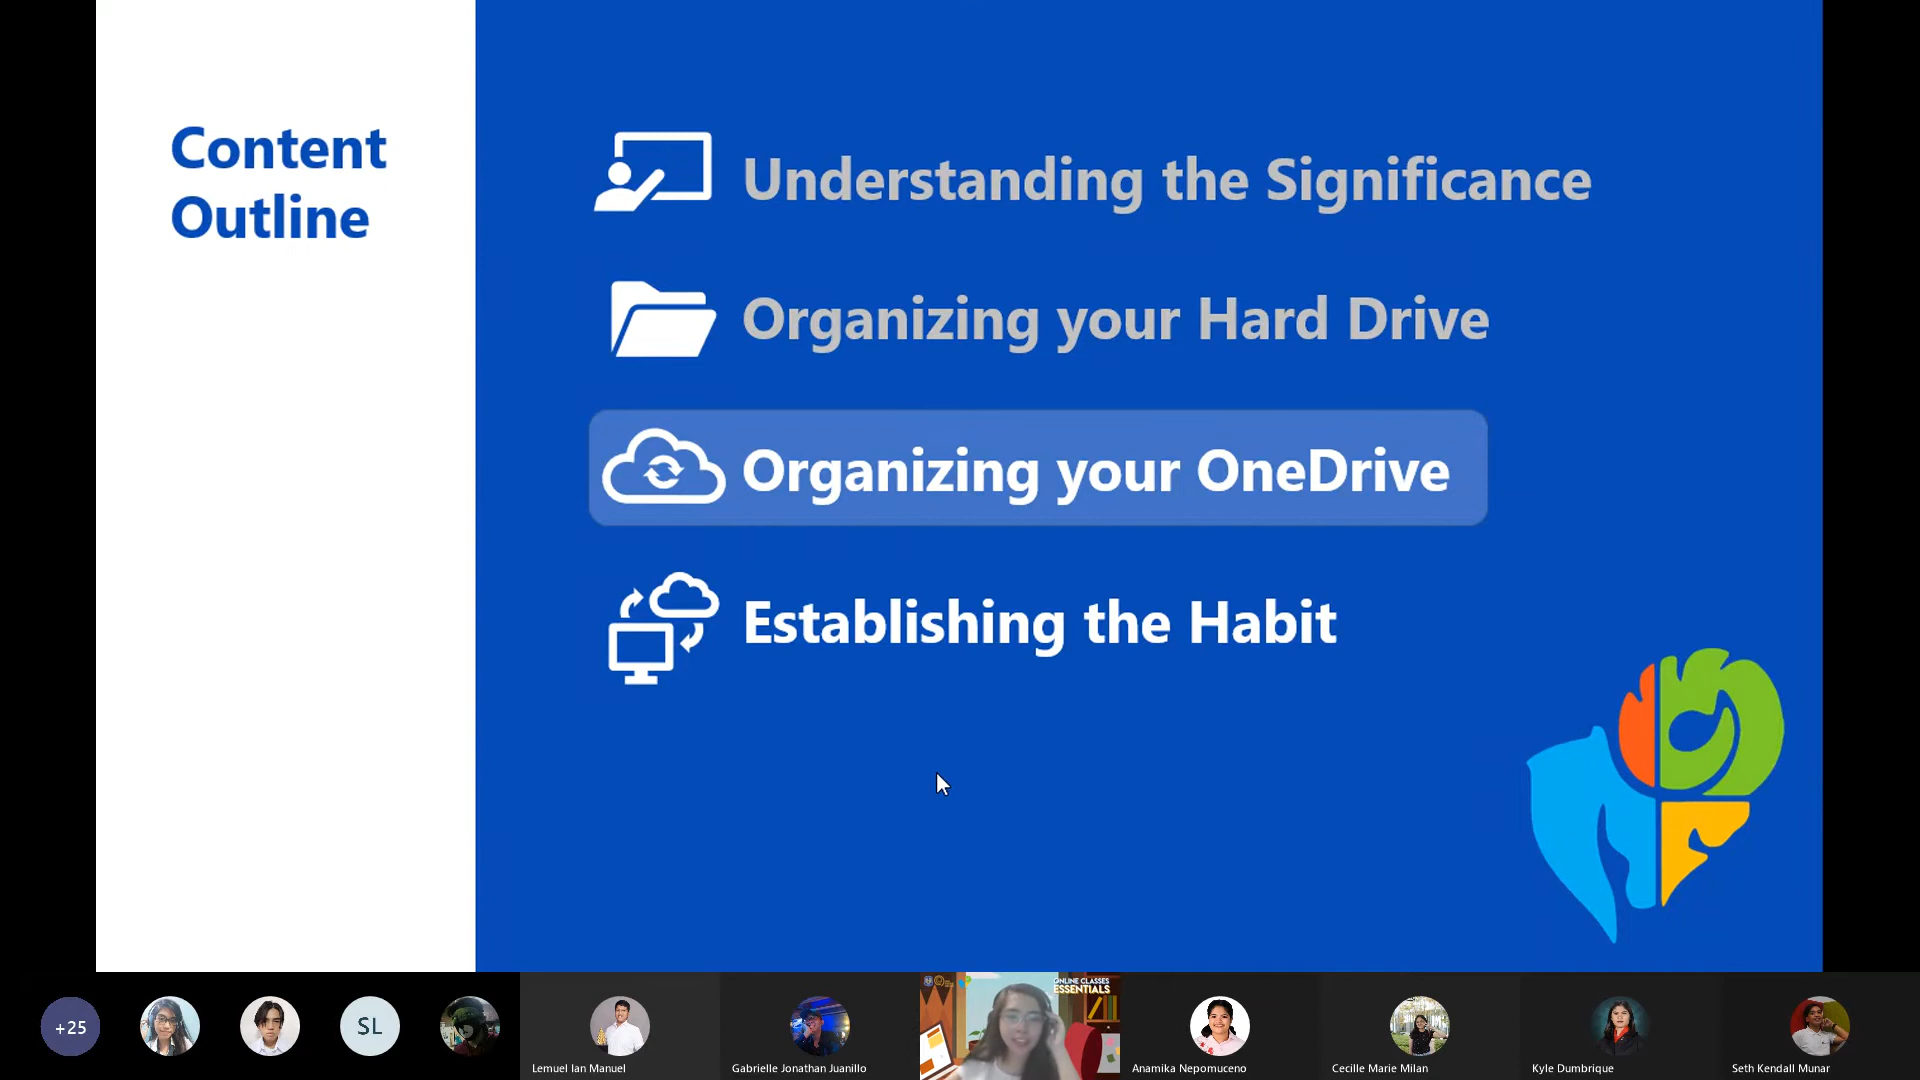 Content
Outline
Understanding the Significance
Organizing your Hard Drive
Organizing your OneDrive
Establishing the Habit
+25
SL
ONLINE CLASSES
ESSENTIALS
Lemuel Ian Manuel
Gabrielle Jonathan Juanillo
Anamika Nepomuceno
Cecille Marie Milan
Kyle Dumbrique
Seth Kendall Munar